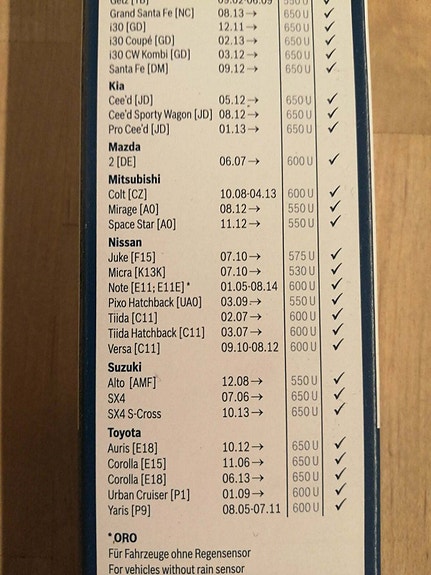 Getz [TB] 09.02-06.09 550 U ✓
Grand Santa Fe [NC] 08.13→ 650 U ✓
i30 [GD] 12.11→ 650 U ✓
i30 Coupé [GD] 02.13→ 650 U ✓
i30 CW Kombi [GD] 03.12→ 650 U ✓
Santa Fe [DM] 09.12→ 650 U ✓
Kia
Cee'd [JD] 05.12→ 650 U ✓
Cee'd Sporty Wagon [JD] 08.12→ 650 U ✓
Pro Cee'd [JD] 01.13→ 650 U ✓
Mazda
2 [DE] 06.07→ 600 U ✓
Mitsubishi
Colt [CZ] 10.08-04.13 600 U ✓
Mirage [A0] 08.12→ 550 U ✓
Space Star [A0] 11.12→ 550 U ✓
Nissan
Juke [F15] 07.10→ 575 U ✓
Micra [K13K] 07.10→ 530 U ✓
Note [E11; E11E] * 01.05-08.14 600 U ✓
Pixo Hatchback [UA0] 03.09→ 550 U ✓
Tiida [C11] 02.07→ 600 U ✓
Tiida Hatchback [C11] 03.07→ 600 U ✓
Versa [C11] 09.10-08.12 600 U ✓
Suzuki
Alto [AMF] 12.08→ 550 U ✓
SX4 07.06→ 650 U ✓
SX4 S-Cross 10.13→ 650 U ✓
Toyota
Auris [E18] 10.12→ 650 U ✓
Corolla [E15] 11.06→ 650 U ✓
Corolla [E18] 06.13→ 650 U ✓
Urban Cruiser [P1] 01.09→ 600 U ✓
Yaris [P9] 08.05-07.11 600 U ✓
* ORO
Für Fahrzeuge ohne Regensensor
For vehicles without rain sensor